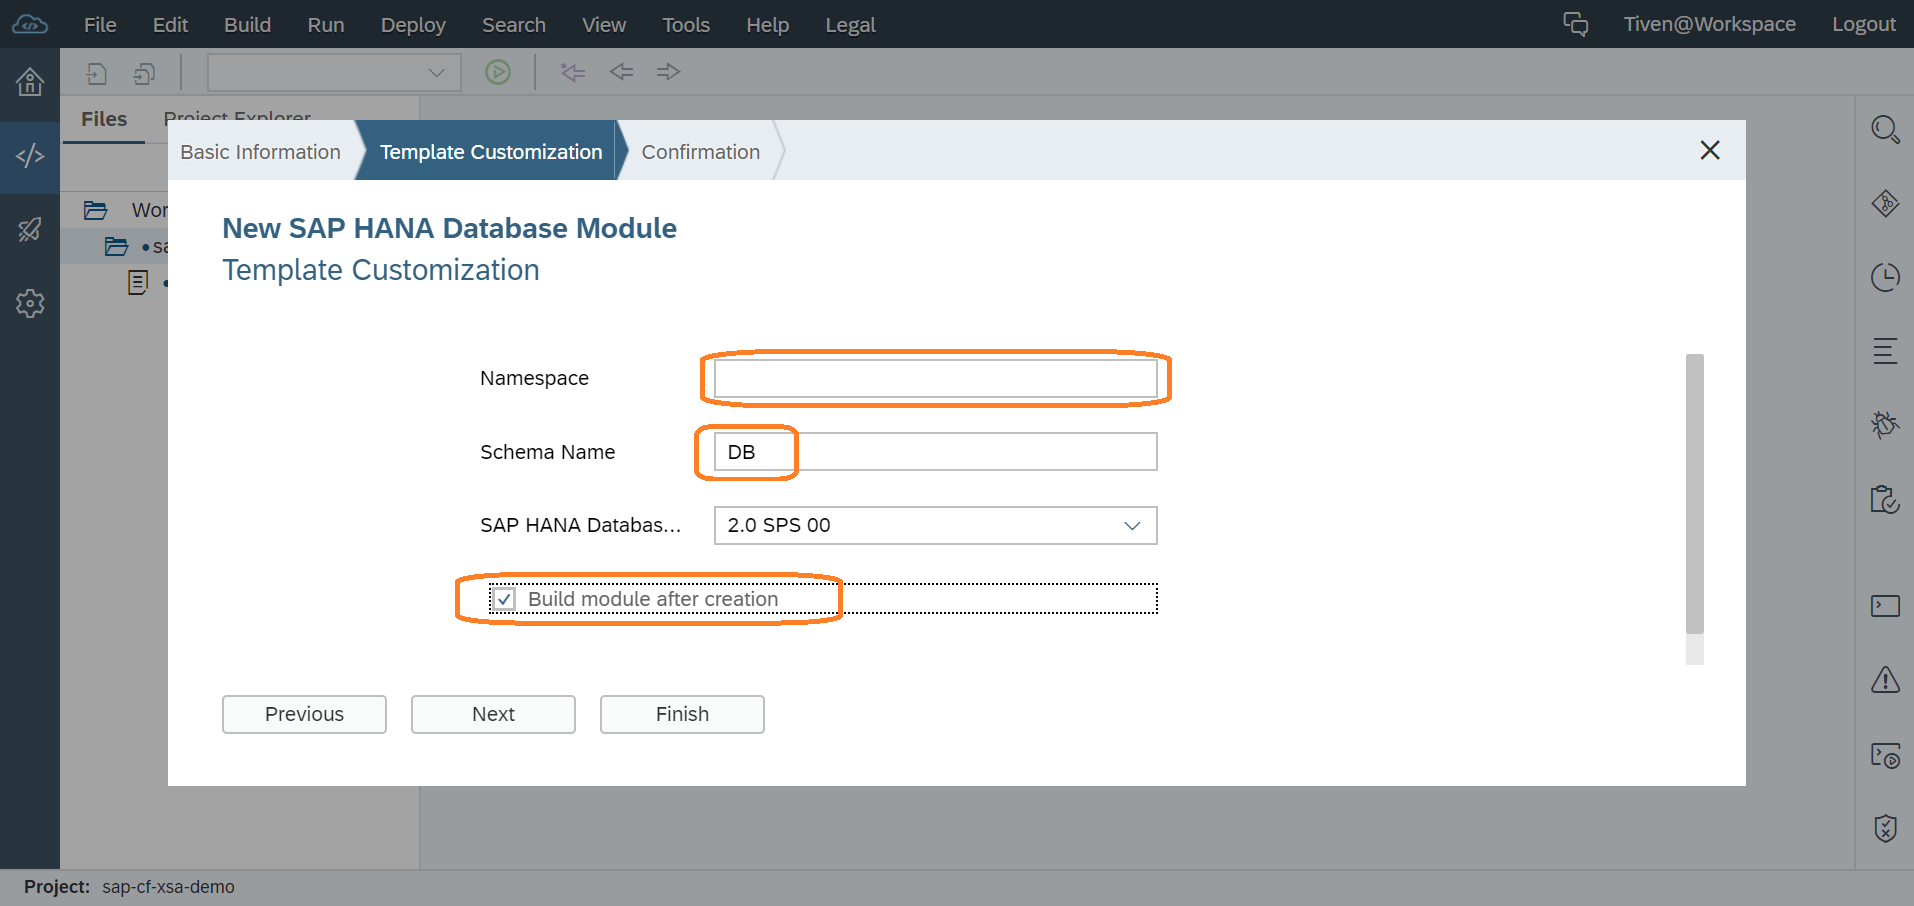 File Edit Build Run Deploy Search View Tools Help Legal Tiven@Workspace Logout
Files Project Explorer
Basic Information Template Customization Confirmation
Wor
sa
New SAP HANA Database Module
Template Customization
Namespace
Schema Name DB
SAP HANA Databas... 2.0 SPS 00
Build module after creation
Previous Next Finish
Project: sap-cf-xsa-demo